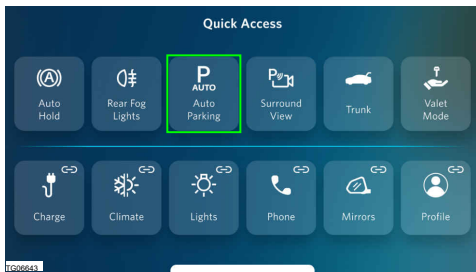 Quick Access
(A)
P
AUTO
P
Auto
Hold
Rear Fog
Lights
Auto
Parking
Surround
View
Trunk
Valet
Mode
Charge
Climate
Lights
Phone
Mirrors
Profile
TG06643